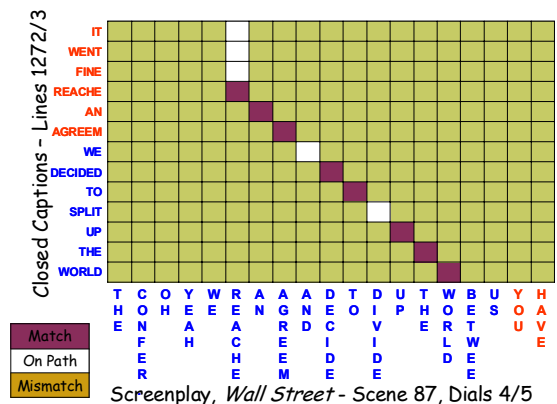 Closed Captions - Lines 1272/3
IT
WENT
FINE
REACHE
AN
AGREEM
WE
DECIDED
TO
SPLIT
UP
THE
WORLD
THE
CONFER
OH
YEAH
WE
REACHE
AN
AGREEM
AND
DECIDE
TO
DIVIDE
UP
THE
WORLD
BETWEE
US
YOU
HAVE
Match
On Path
Mismatch
Screenplay, Wall Street - Scene 87, Dials 4/5